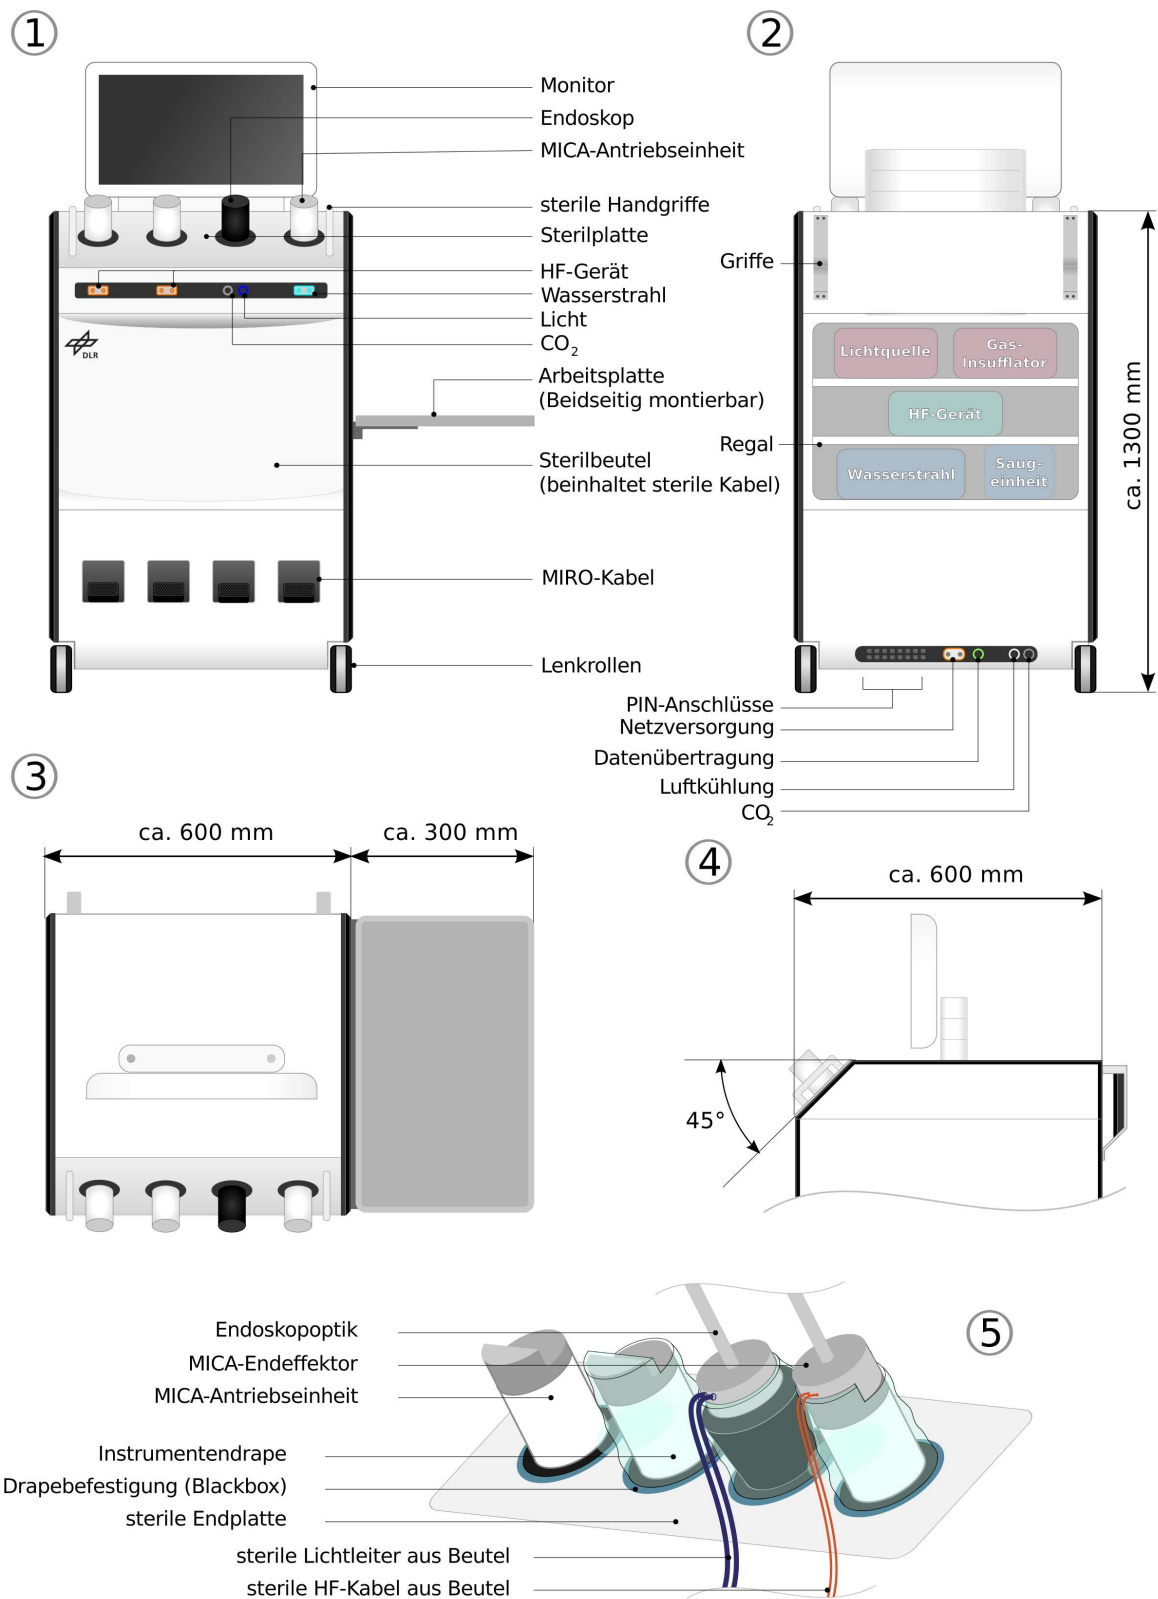 1
Monitor
Endoskop
MICA-Antriebseinheit
sterile Handgriffe
Sterilplatte
HF-Gerät
Wasserstrahl
Licht
CO2
Arbeitsplatte
(Beidseitig montierbar)
Sterilbeutel
(beinhaltet sterile Kabel)
MIRO-Kabel
Lenkrollen
DLR
2
Griffe
Regal
Lichtquelle
Gas-
Insufflator
HF-Gerät
Wasserstrahl
Saug-
einheit
ca. 1300 mm
PIN-Anschlüsse
Netzversorgung
Datenübertragung
Luftkühlung
CO2
3
ca. 600 mm
ca. 300 mm
4
ca. 600 mm
45°
5
Endoskopoptik
MICA-Endeffektor
MICA-Antriebseinheit
Instrumentendrape
Drapebefestigung (Blackbox)
sterile Endplatte
sterile Lichtleiter aus Beutel
sterile HF-Kabel aus Beutel